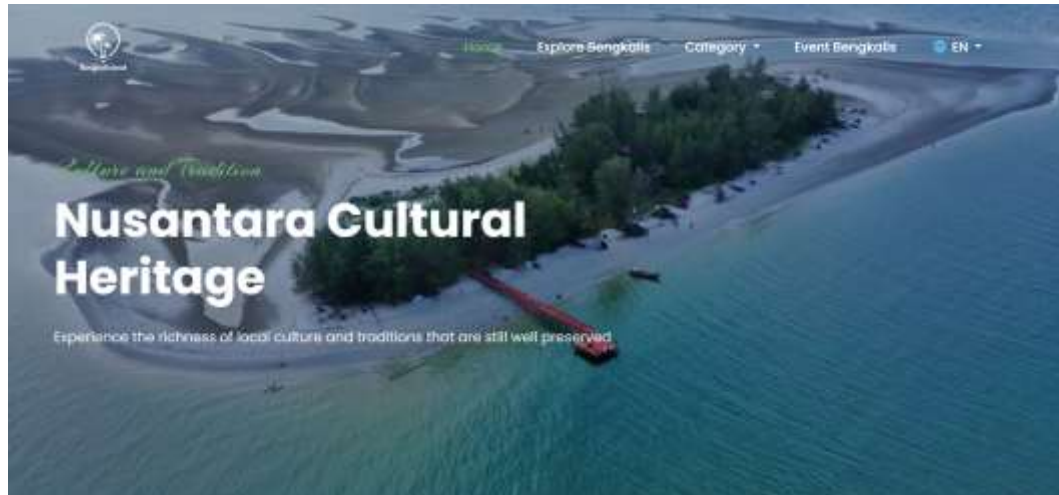 Home Explore Bengkalis Category Event Bengkalis EN
Culture and Tradition
Nusantara Cultural
Heritage
Experience the richness of local culture and traditions that are still well preserved